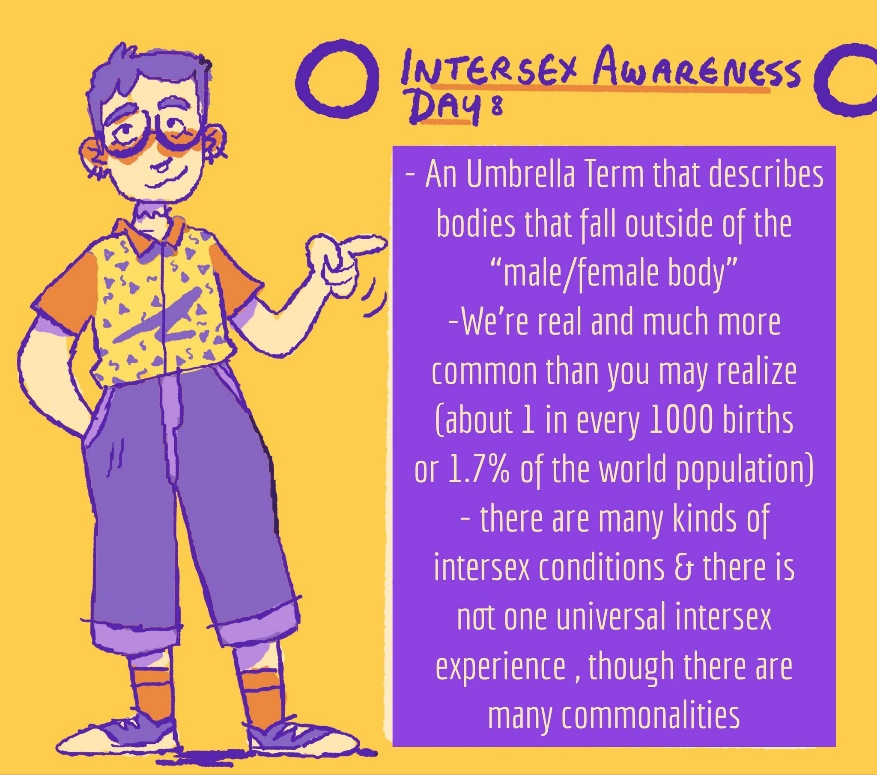 INTERSEX AWARENESS
DAY:
- An Umbrella Term that describes
bodies that fall outside of the
“male/female body”
-We’re real and much more
common than you may realize
(about 1 in every 1000 births
or 1.7% of the world population)
- there are many kinds of
intersex conditions & there is
not one universal intersex
experience , though there are
many commonalities